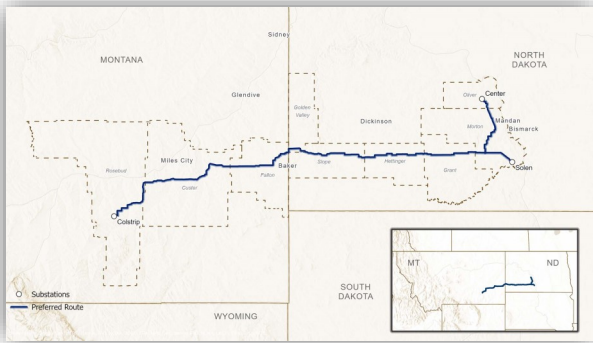 Sidney
MONTANA
NORTH
DAKOTA
Glendive
Golden
Valley
Oliver
Center
Dickinson
Morton
Mandan
Bismarck
Miles City
Baker
Rosebud
Custer
Fallon
Slope
Hettinger
Grant
Solen
Colstrip
MT
ND
SOUTH
DAKOTA
WYOMING
Substations
Preferred Route